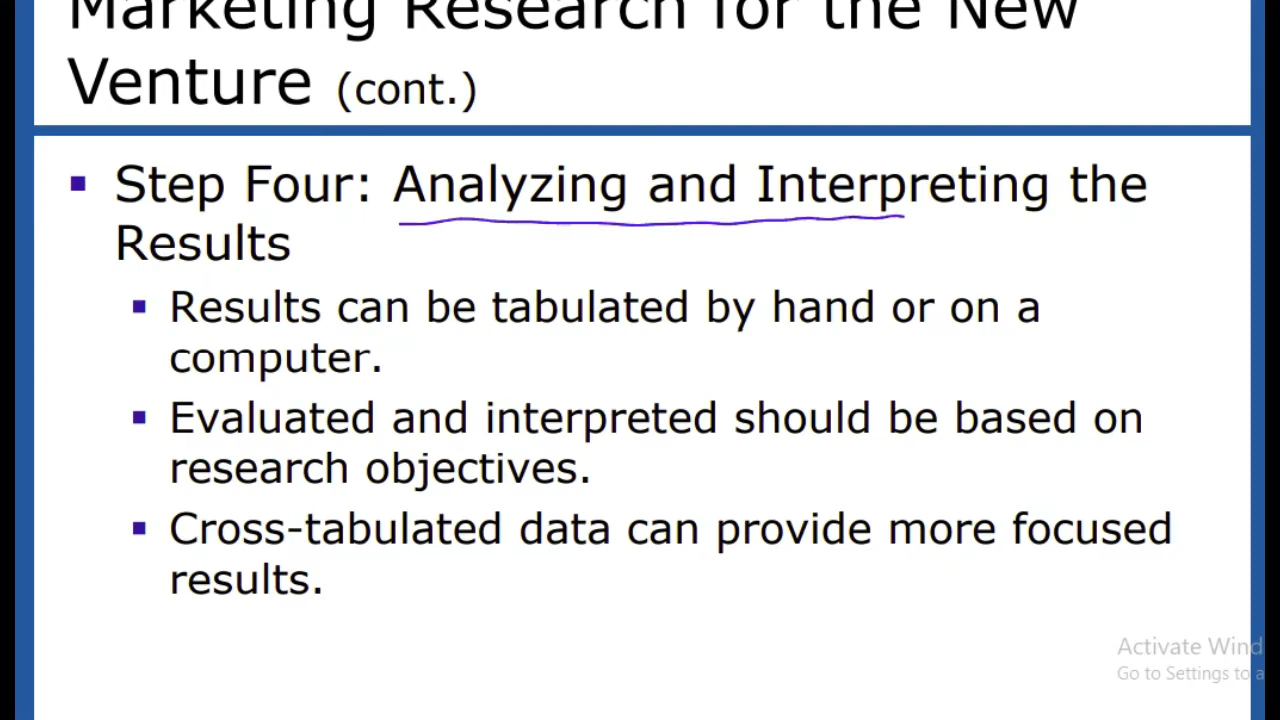 Marketing Research for the New
Venture (cont.)
▪ Step Four: Analyzing and Interpreting the
Results
▪ Results can be tabulated by hand or on a
computer.
▪ Evaluated and interpreted should be based on
research objectives.
▪ Cross-tabulated data can provide more focused
results.
Activate Wind
Go to Settings to a